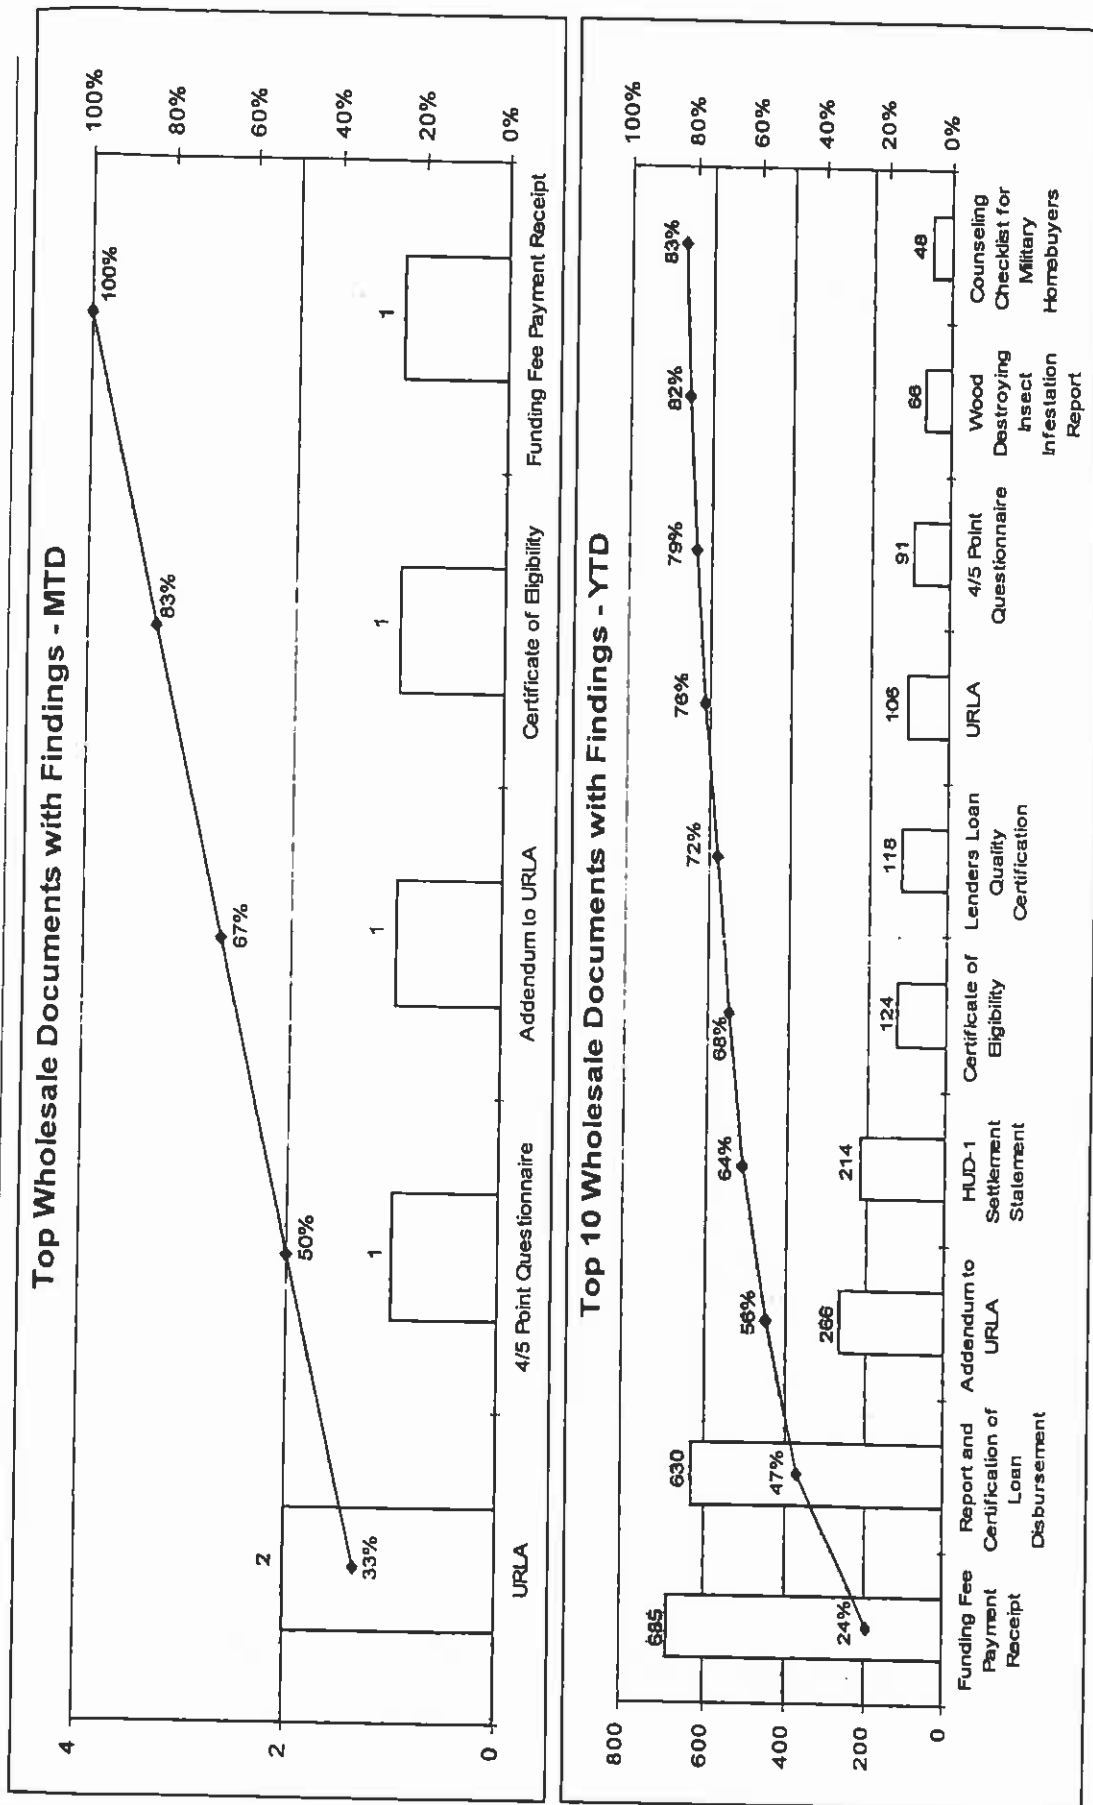 Top Wholesale Documents with Findings - MTD
4
2
0
100%
80%
60%
40%
20%
0%
2
1
1
1
1
33%
50%
67%
83%
100%
URLA
4/5 Point Questionnaire
Addendum to URLA
Certificate of Eligibility
Funding Fee Payment Receipt
Top 10 Wholesale Documents with Findings - YTD
800
600
400
200
0
100%
80%
60%
40%
20%
0%
685
630
266
214
124
118
106
91
66
48
24%
47%
56%
64%
68%
72%
76%
79%
82%
83%
Funding Fee
Payment
Receipt
Report and
Certification of
Loan
Disbursement
Addendum to
URLA
HUD-1
Settlement
Statement
Certificate of
Eligibility
Lenders Loan
Quality
Certification
URLA
4/5 Point
Questionnaire
Wood
Destroying
Insect
Infestation
Report
Counseling
Checklist for
Military
Homebuyers